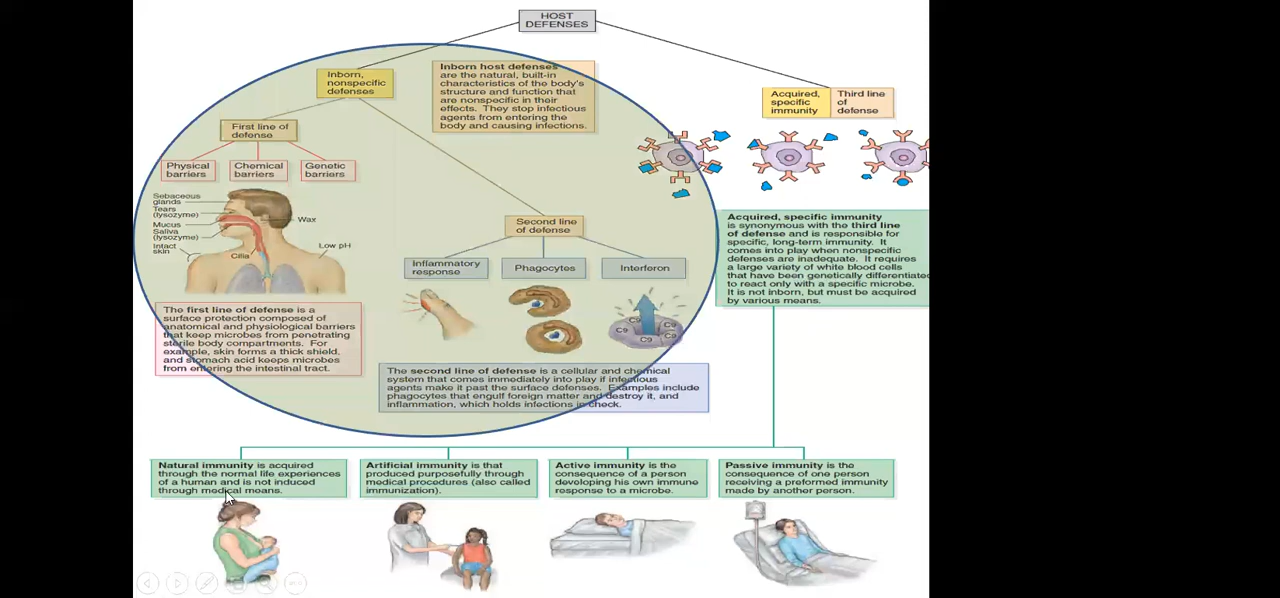 HOST
DEFENSES
Inborn,
nonspecific
defenses
Inborn host defenses
are the natural, built-in
characteristics of the body's
structure and function that
are nonspecific in their
effects. They stop infectious
agents from entering the
body and causing infections.
Acquired,
specific
immunity
Third line
of
defense
First line of
defense
Physical
barriers
Chemical
barriers
Genetic
barriers
Sebaceous
glands
Tears
(lysozyme)
Mucus
Saliva
(lysozyme)
Intact
skin
Wax
Cilia
Low pH
Second line
of defense
Inflammatory
response
Phagocytes
Interferon
C9
C9
C9
C9
C9
The first line of defense is a
surface protection composed of
anatomical and physiological barriers
that keep microbes from penetrating
sterile body compartments. For
example, skin forms a thick shield,
and stomach acid keeps microbes
from entering the intestinal tract.
The second line of defense is a cellular and chemical
system that comes immediately into play if infectious
agents make it past the surface defenses. Examples include
phagocytes that engulf foreign matter and destroy it, and
inflammation, which holds infections in check.
Acquired, specific immunity
is synonymous with the third line
of defense and is responsible for
specific, long-term immunity. It
comes into play when nonspecific
defenses are inadequate. It requires
a large variety of white blood cells
that have been genetically differentiated
to react only with a specific microbe.
It is not inborn, but must be acquired
by various means.
Natural immunity is acquired
through the normal life experiences
of a human and is not induced
through medical means.
Artificial immunity is that
produced purposefully through
medical procedures (also called
immunization).
Active immunity is the
consequence of a person
developing his own immune
response to a microbe.
Passive immunity is the
consequence of one person
receiving a preformed immunity
made by another person.